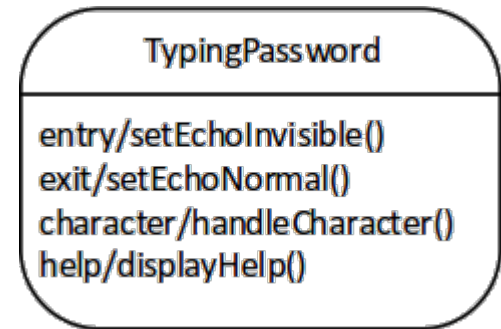 TypingPassword
entry/setEchoInvisible()
exit/setEchoNormal()
character/handleCharacter()
help/displayHelp()